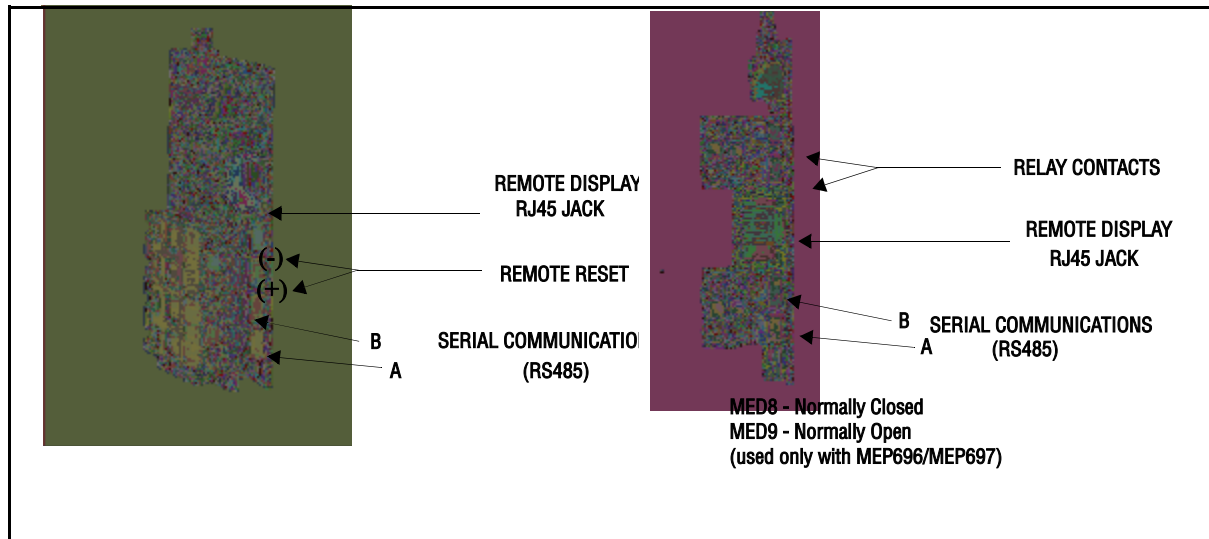 REMOTE DISPLAY
RJ45 JACK
(-)
(+)
REMOTE RESET
B
A
SERIAL COMMUNICATIO
(RS485)
RELAY CONTACTS
REMOTE DISPLAY
RJ45 JACK
B
A
SERIAL COMMUNICATIONS
(RS485)
MED8 - Normally Closed
MED9 - Normally Open
(used only with MEP696/MEP697)